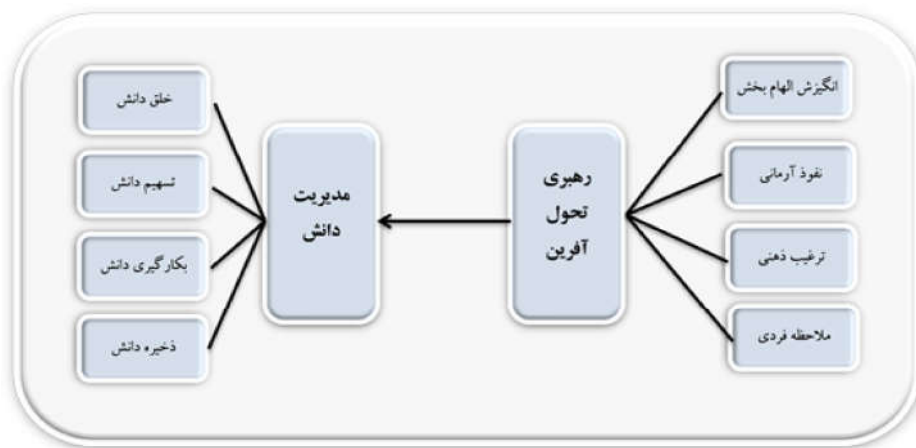 انگیزش الهام بخش
نفوذ آرمانی
ترغیب ذهنی
ملاحظه فردی
رهبری
تحول
آفرین
مدیریت
دانش
خلق دانش
تسهیم دانش
بکارگیری دانش
ذخیره دانش